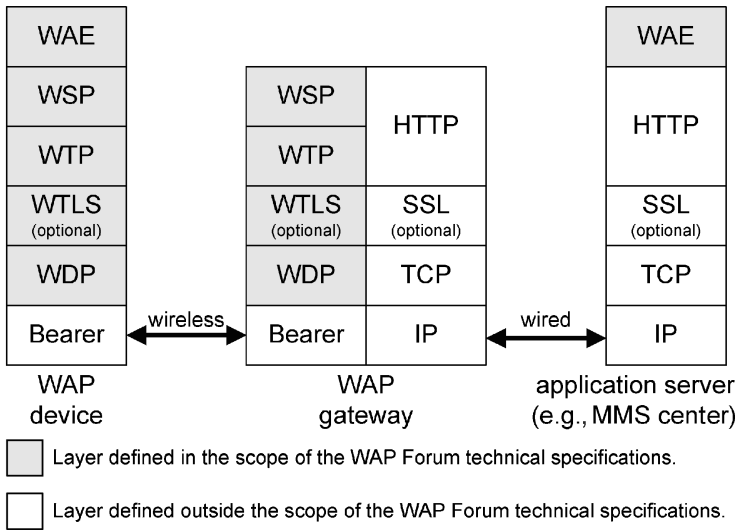 WAE
WSP
WTP
WTLS
(optional)
WDP
Bearer
WAP
device
wireless
WSP
WTP
WTLS
(optional)
WDP
Bearer
HTTP
SSL
(optional)
TCP
IP
WAP
gateway
wired
WAE
HTTP
SSL
(optional)
TCP
IP
application server
(e.g., MMS center)
Layer defined in the scope of the WAP Forum technical specifications.
Layer defined outside the scope of the WAP Forum technical specifications.